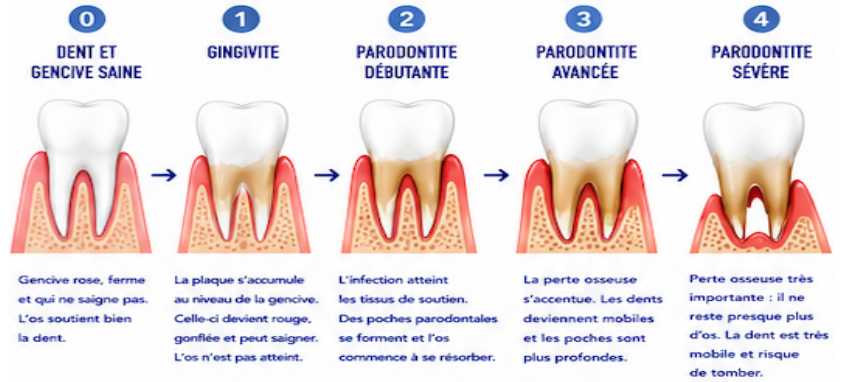 0
DENT ET
GENCIVE SAINE
Gencive rose, ferme
et qui ne saigne pas.
L'os soutient bien
la dent.
1
GINGIVITE
La plaque s'accumule
au niveau de la gencive.
Celle-ci devient rouge,
gonflée et peut saigner.
L'os n'est pas atteint.
2
PARODONTITE
DÉBUTANTE
L'infection atteint
les tissus de soutien.
Des poches parodontales
se forment et l'os
commence à se résorber.
3
PARODONTITE
AVANCÉE
La perte osseuse
s'accentue. Les dents
deviennent mobiles
et les poches sont
plus profondes.
4
PARODONTITE
SÉVÈRE
Perte osseuse très
importante : il ne
reste presque plus
d'os. La dent est très
mobile et risque
de tomber.